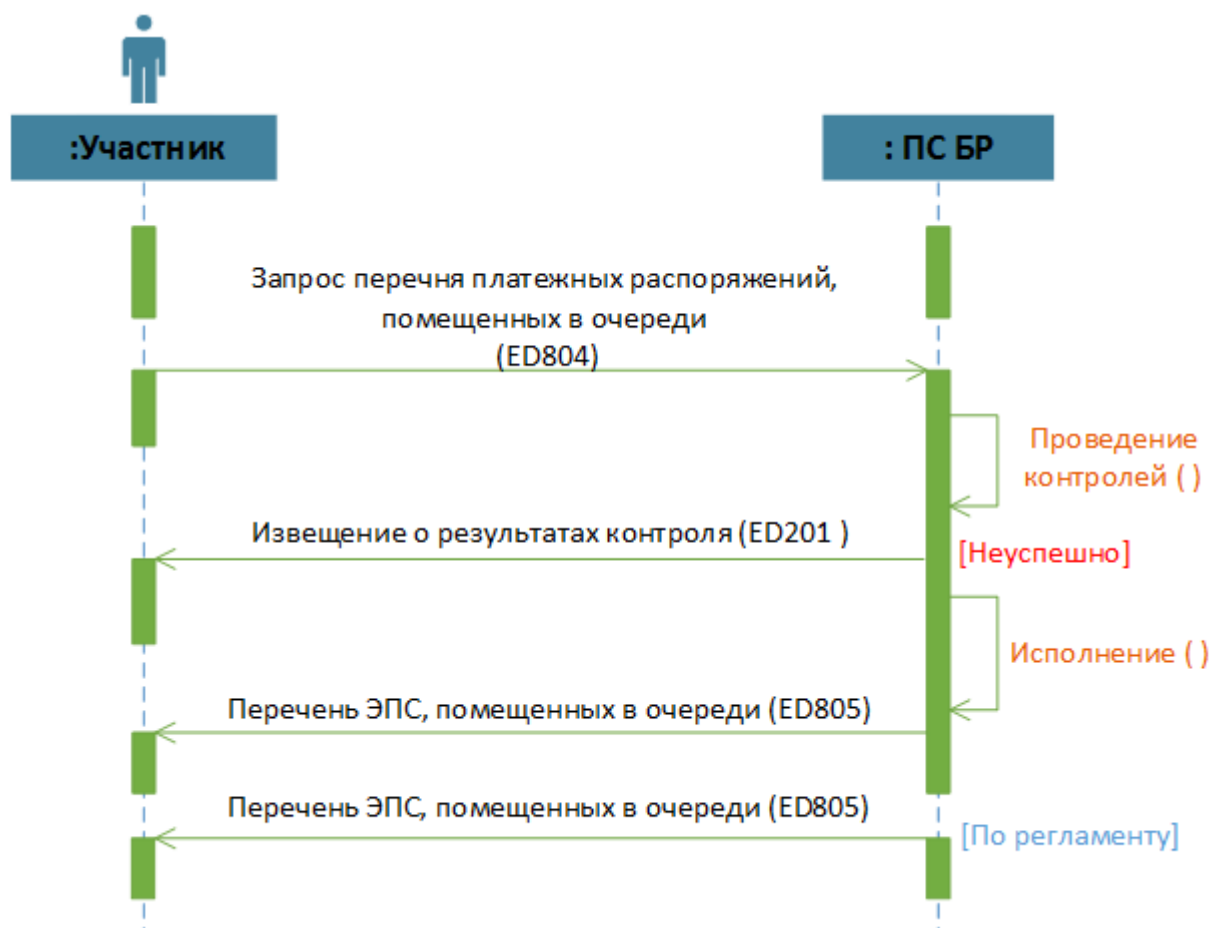 :Участник
: ПС БР
Запрос перечня платежных распоряжений,
помещенных в очереди
(ED804)
Проведение
контролей ( )
Извещение о результатах контроля (ED201 )
[Неуспешно]
Исполнение ( )
Перечень ЭПС, помещенных в очереди (ED805)
Перечень ЭПС, помещенных в очереди (ED805)
[По регламенту]